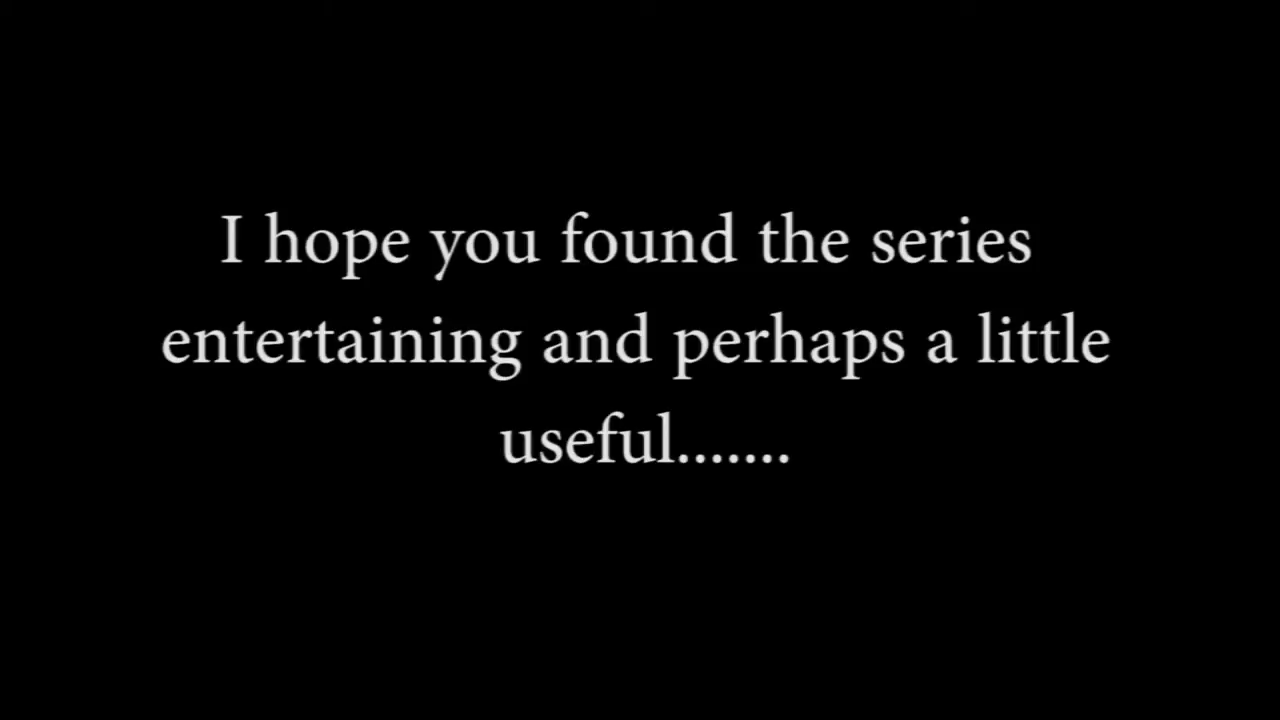 I hope you found the series
entertaining and perhaps a little
useful.......